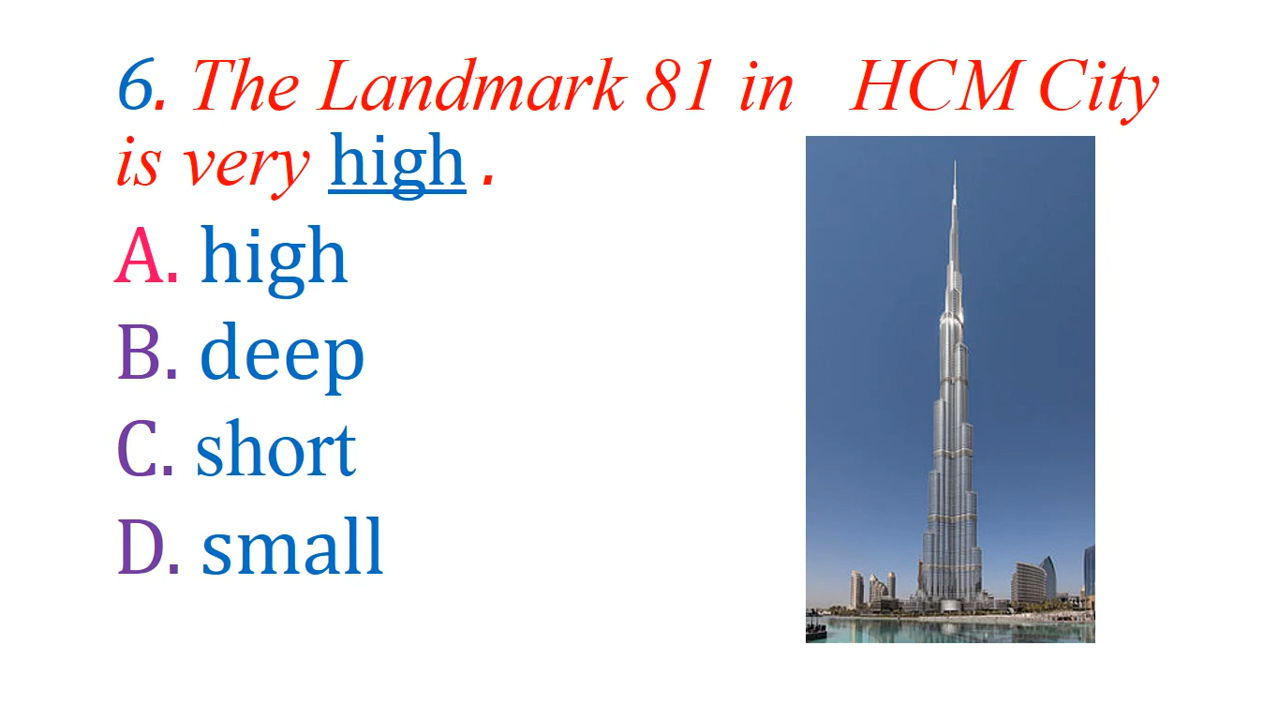 6. The Landmark 81 in HCM City
is very high .
A. high
B. deep
C. short
D. small